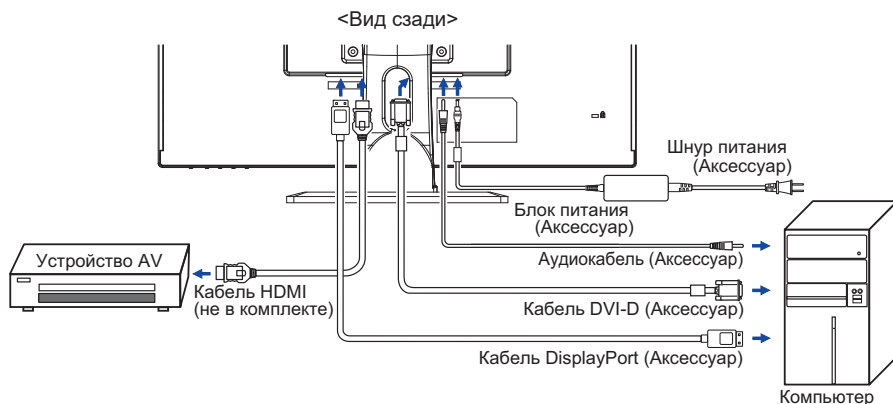 <Вид сзади>
Шнур питания
(Аксессуар)
Блок питания
(Аксессуар)
Устройство AV
Аудиокабель (Аксессуар)
Кабель HDMI
(не в комплекте)
Кабель DVI-D (Аксессуар)
Кабель DisplayPort (Аксессуар)
Компьютер